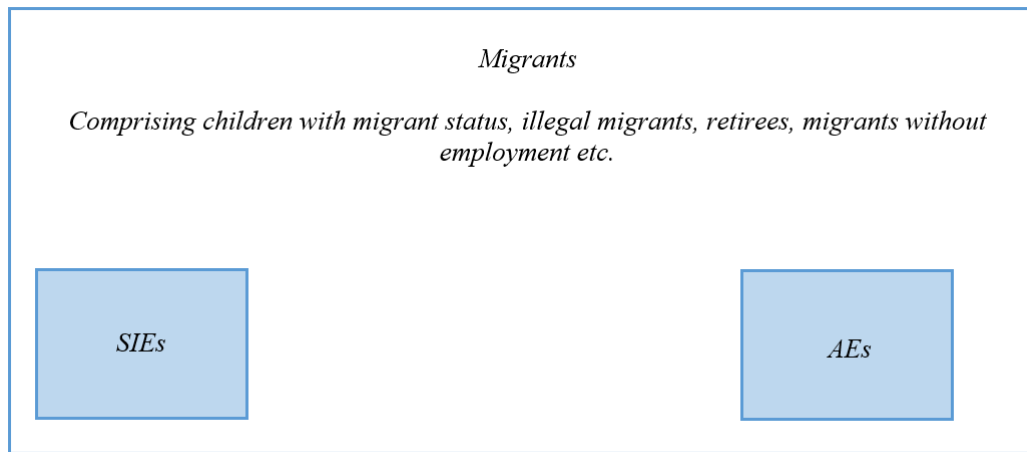 Migrants
Comprising children with migrant status, illegal migrants, retirees, migrants without
employment etc.
SIEs
AEs